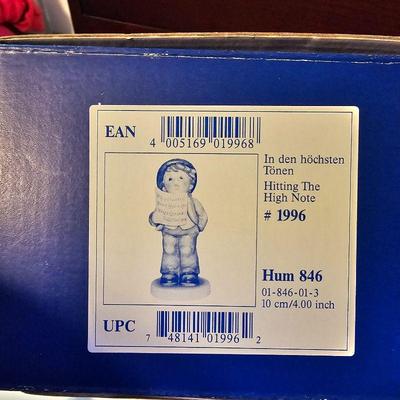 EAN
4 005169 019968
In den höchsten
Tönen
Hitting The
High Note
# 1996
Hum 846
01-846-01-3
10 cm/4.00 inch
UPC
7 48141 01996 2